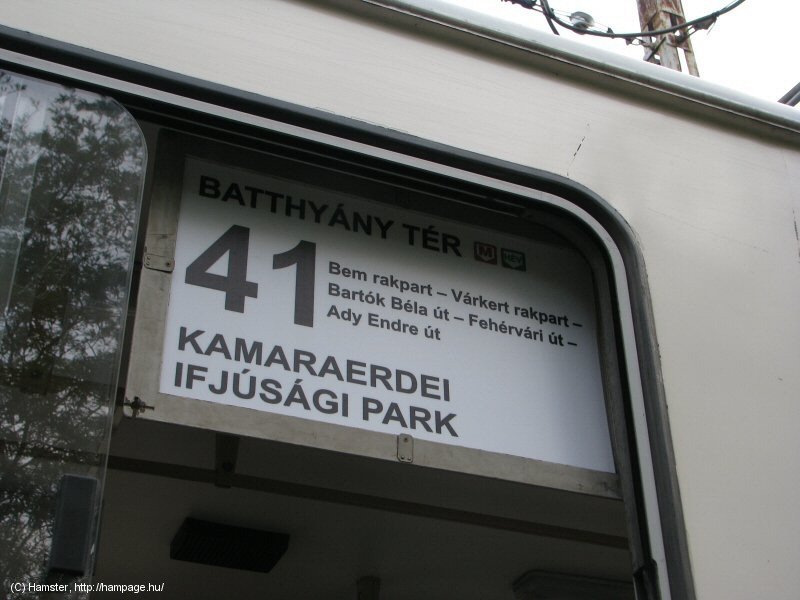 BATTHYÁNY TÉR M HÉV
41
Bem rakpart – Várkert rakpart –
Bartók Béla út – Fehérvári út –
Ady Endre út
KAMARAERDEI
IFJÚSÁGI PARK
(C) Hamster, http://hampage.hu/